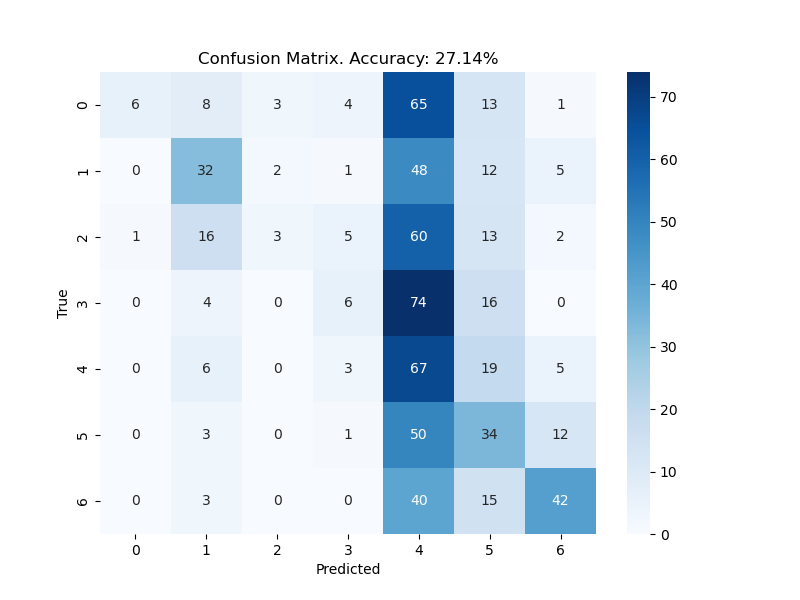 Confusion Matrix. Accuracy: 27.14%
0 6 8 3 4 65 13 1
1 0 32 2 1 48 12 5
2 1 16 3 5 60 13 2
3 0 4 0 6 74 16 0
4 0 6 0 3 67 19 5
5 0 3 0 1 50 34 12
6 0 3 0 0 40 15 42
0 1 2 3 4 5 6
Predicted
True
70
60
50
40
30
20
10
0